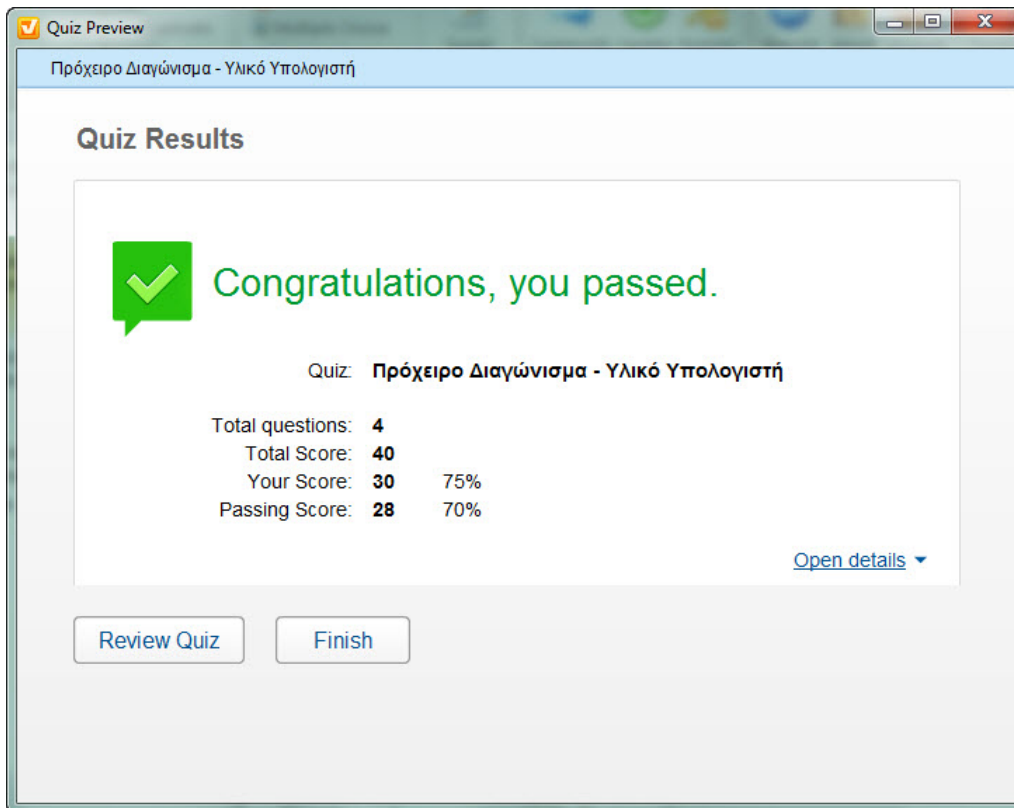 Quiz Preview
Πρόχειρο Διαγώνισμα - Υλικό Υπολογιστή
Quiz Results
Congratulations, you passed.
Quiz: Πρόχειρο Διαγώνισμα - Υλικό Υπολογιστή
Total questions: 4
Total Score: 40
Your Score: 30 75%
Passing Score: 28 70%
Open details
Review Quiz Finish